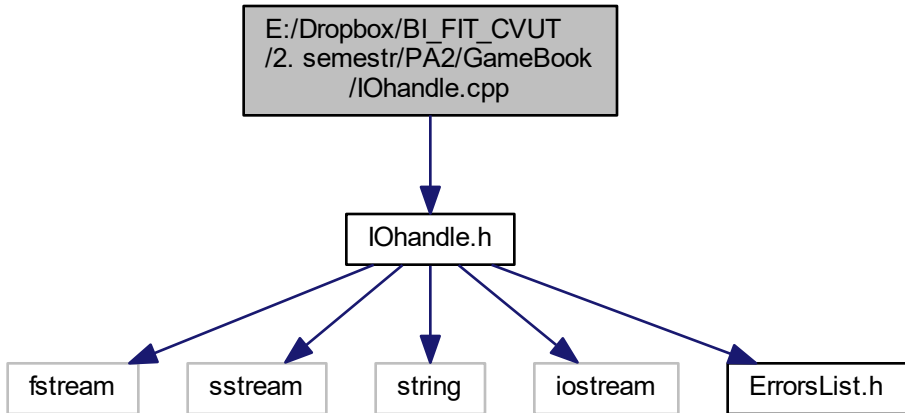 E:/Dropbox/BI_FIT_CVUT
/2. semestr/PA2/GameBook
/IOhandle.cpp
IOhandle.h
fstream
sstream
string
iostream
ErrorsList.h